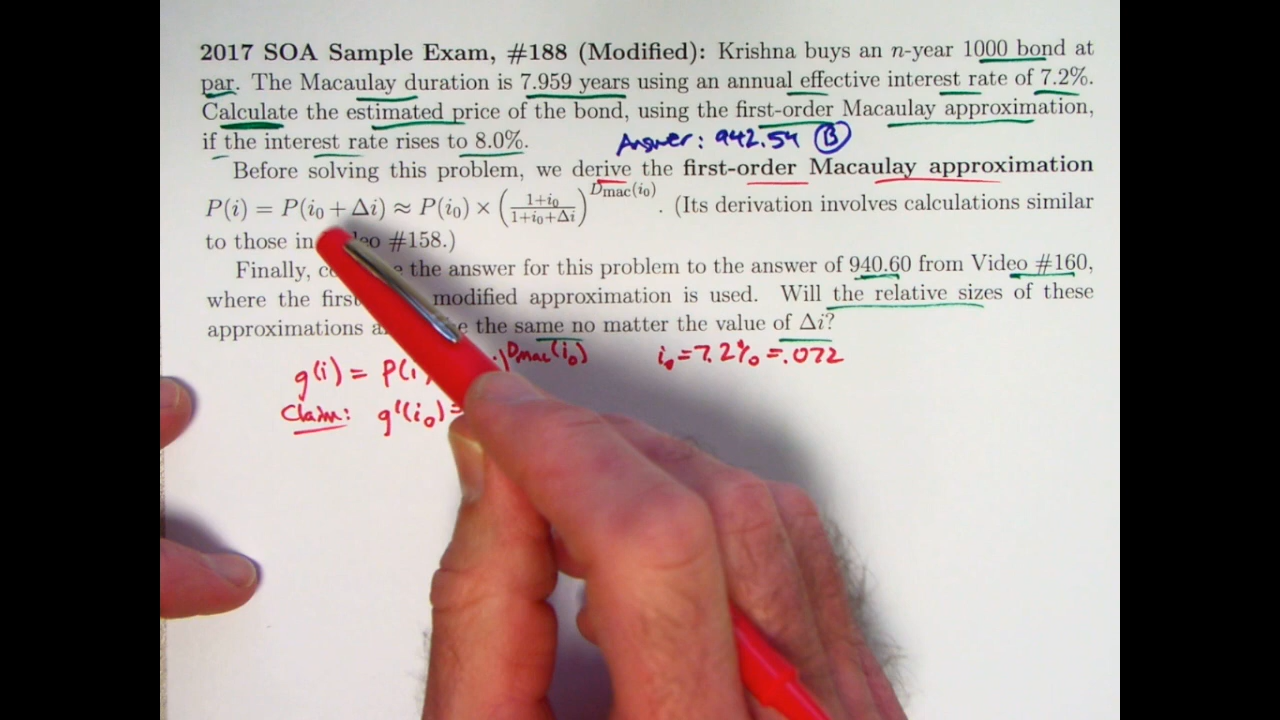 2017 SOA Sample Exam, #188 (Modified): Krishna buys an n-year 1000 bond at
par. The Macaulay duration is 7.959 years using an annual effective interest rate of 7.2%.
Calculate the estimated price of the bond, using the first-order Macaulay approximation,
if the interest rate rises to 8.0%. Answer: 942.54 (B)
Before solving this problem, we derive the first-order Macaulay approximation
P(i) = P(i₀ + Δi) ≈ P(i₀) × ((1+i₀)/(1+i₀+Δi))^{D_mac(i₀)}. (Its derivation involves calculations similar
to those in #158.)
Finally, the answer for this problem to the answer of 940.60 from Video #160,
where the modified approximation is used. Will the relative sizes of these
approximations the same no matter the value of Δi?
g(i) = P(i) D_mac(i₀) i₀=7.2%=.072
Claim: g'(i₀)=